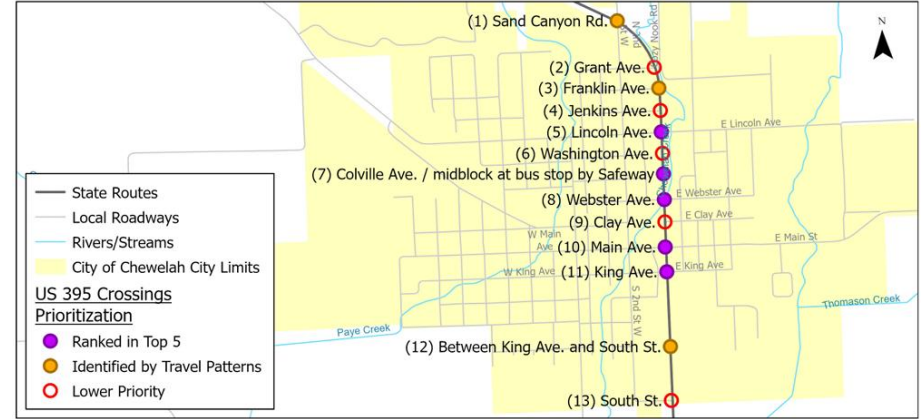 (1) Sand Canyon Rd.
N 2nd
St W
Cozy Nook Rd
N
(2) Grant Ave.
(3) Franklin Ave.
(4) Jenkins Ave.
E Lincoln Ave
(5) Lincoln Ave.
(6) Washington Ave.
(7) Colville Ave. / midblock at bus stop by Safeway
E Webster Ave
(8) Webster Ave.
E Clay Ave
(9) Clay Ave.
W Main
Ave
E Main St
(10) Main Ave.
W King Ave
E King Ave
(11) King Ave.
S 2nd St W
Thomason Creek
Paye Creek
(12) Between King Ave. and South St.
(13) South St.
State Routes
Local Roadways
Rivers/Streams
City of Chewelah City Limits
US 395 Crossings
Prioritization
Ranked in Top 5
Identified by Travel Patterns
Lower Priority